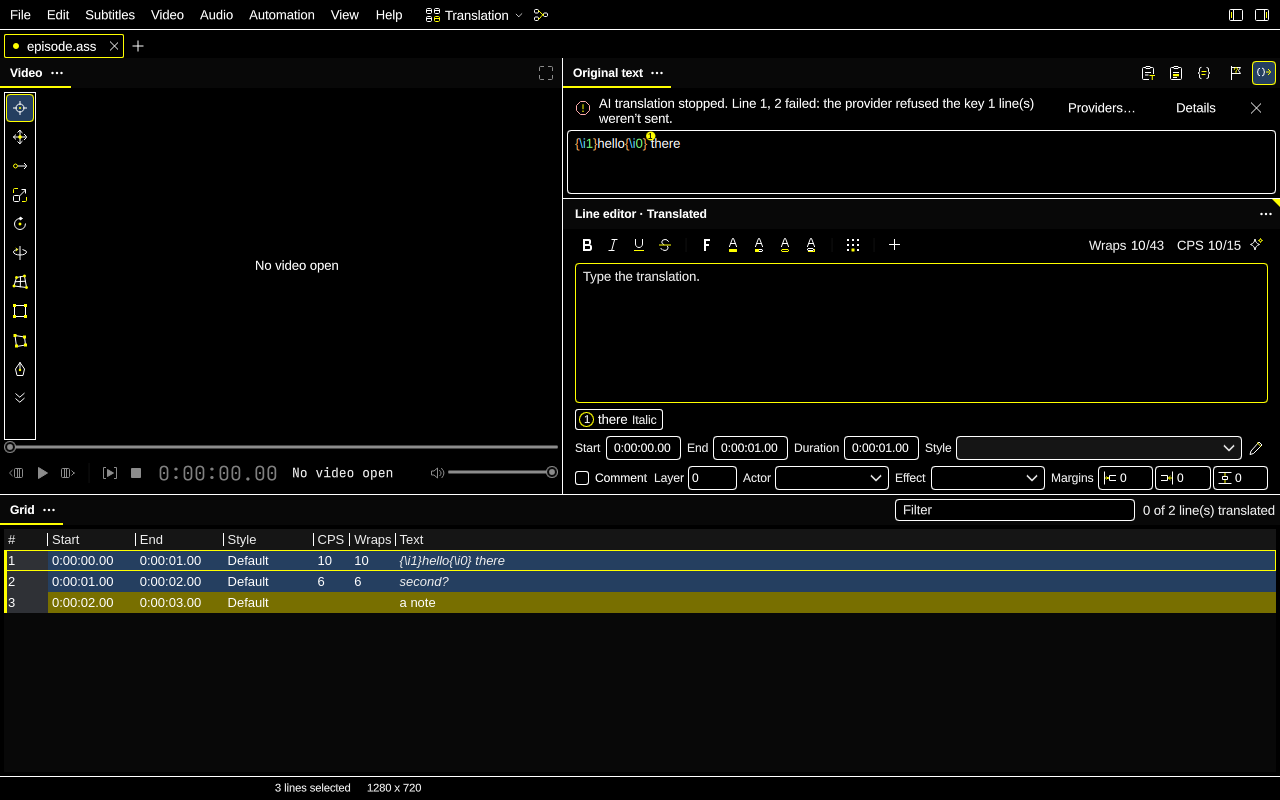 File Edit Subtitles Video Audio Automation View Help Translation
episode.ass
Video
No video open
0:00:00.00 No video open
Original text
AI translation stopped. Line 1, 2 failed: the provider refused the key 1 line(s)
weren't sent.
Providers… Details
{\i1}hello{\i0} there
1
Line editor · Translated
B I U S F A A A A Wraps 10/43 CPS 10/15
Type the translation.
1 there Italic
Start 0:00:00.00 End 0:00:01.00 Duration 0:00:01.00 Style
Comment Layer 0 Actor Effect Margins 0 0 0
Grid
Filter 0 of 2 line(s) translated
# Start End Style CPS Wraps Text
1 0:00:00.00 0:00:01.00 Default 10 10 {\i1}hello{\i0} there
2 0:00:01.00 0:00:02.00 Default 6 6 second?
3 0:00:02.00 0:00:03.00 Default a note
3 lines selected 1280 x 720